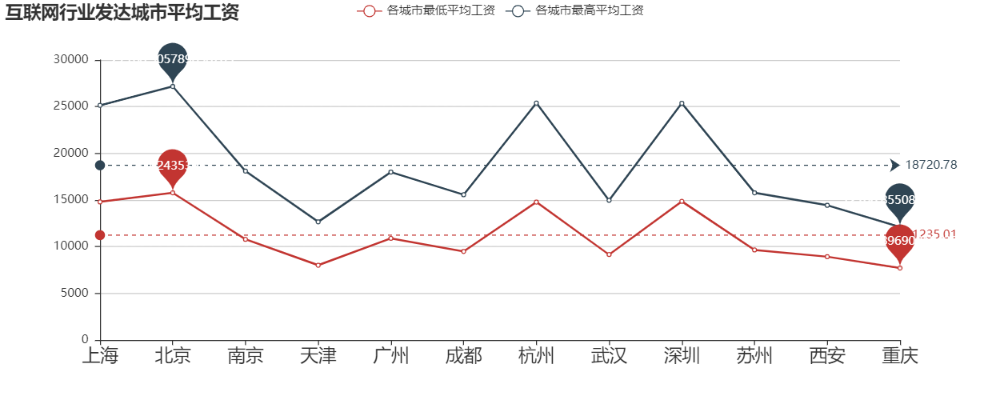 互联网行业发达城市平均工资
各城市最低平均工资
各城市最高平均工资
30000
25000
20000
15000
10000
5000
0
18720.78
1235.01
上海
北京
南京
天津
广州
成都
杭州
武汉
深圳
苏州
西安
重庆